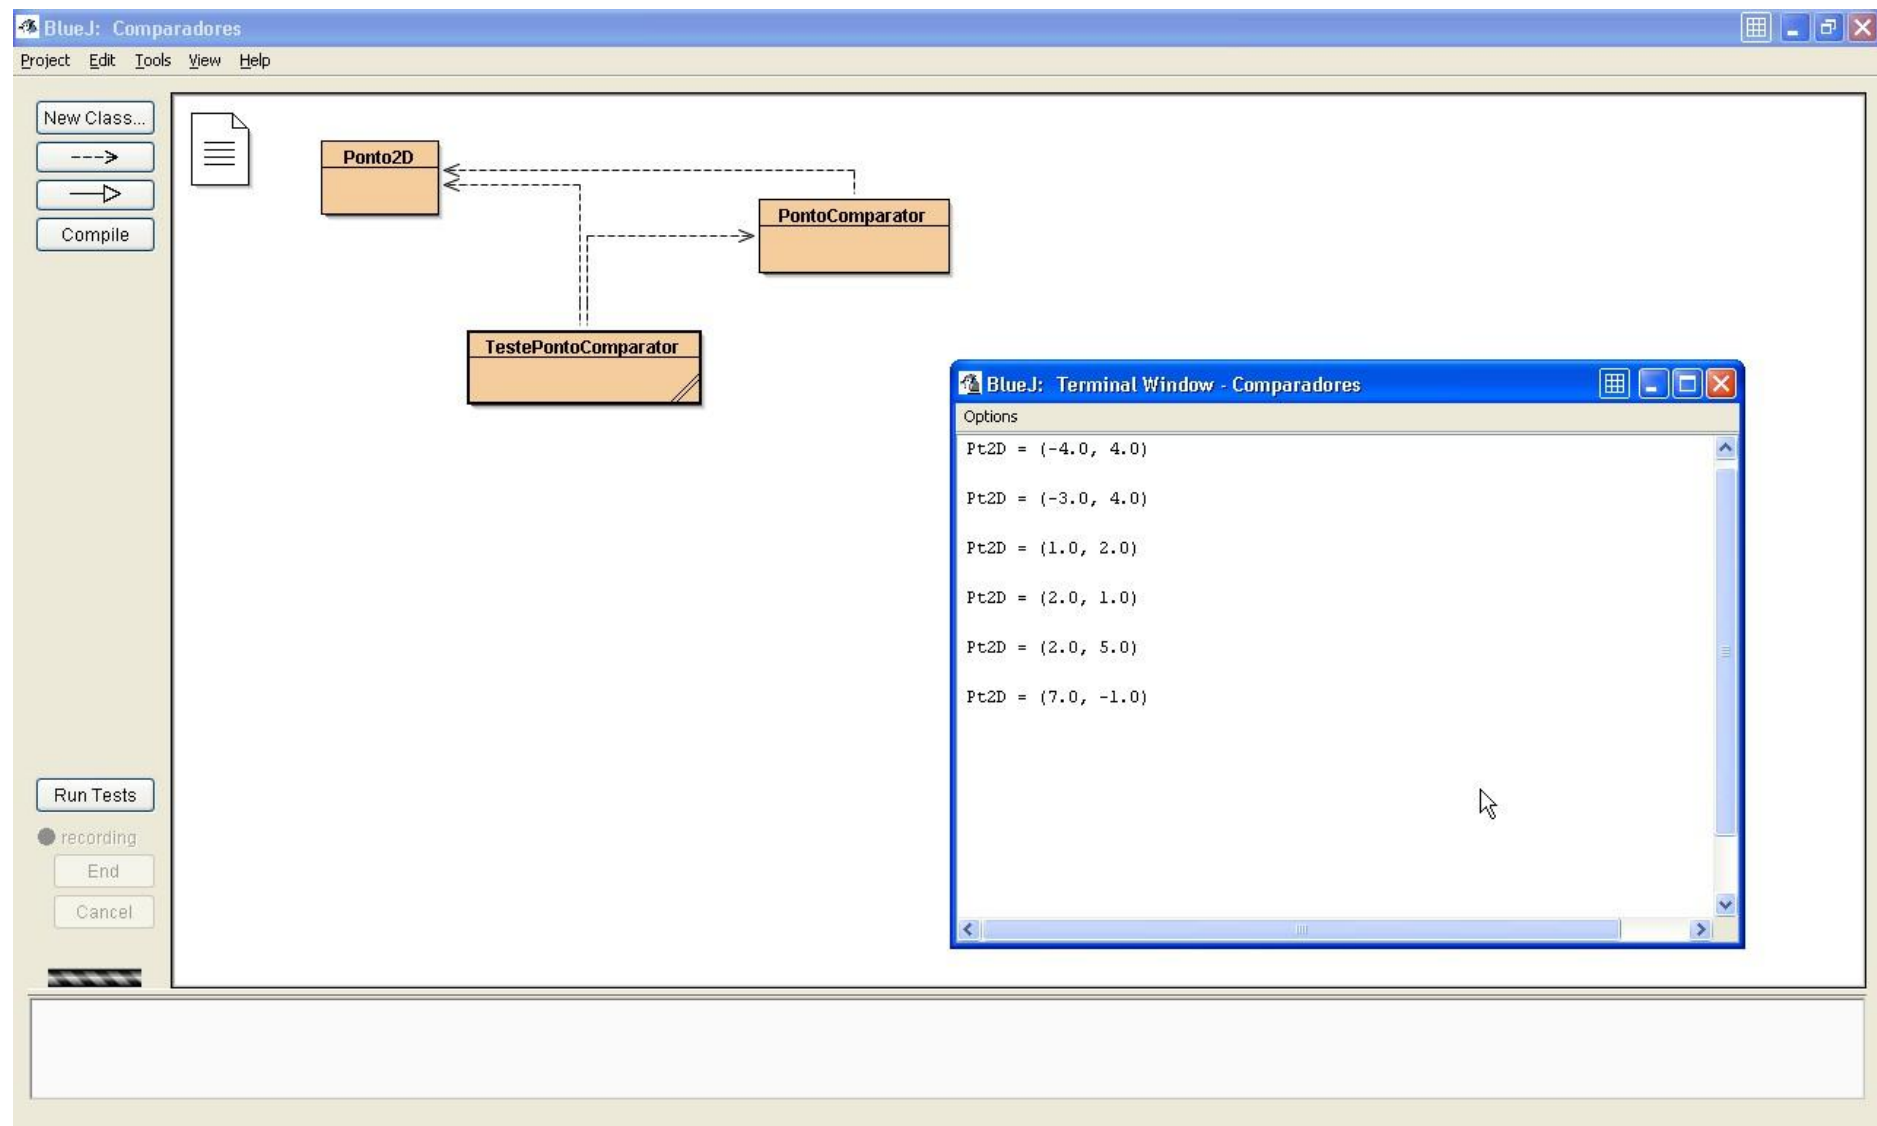 BlueJ: Comparadores
Project Edit Tools View Help
New Class...
Compile
Ponto2D
PontoComparator
TestePontoComparator
BlueJ: Terminal Window - Comparadores
Options
Pt2D = (-4.0, 4.0)
Pt2D = (-3.0, 4.0)
Pt2D = (1.0, 2.0)
Pt2D = (2.0, 1.0)
Pt2D = (2.0, 5.0)
Pt2D = (7.0, -1.0)
Run Tests
recording
End
Cancel